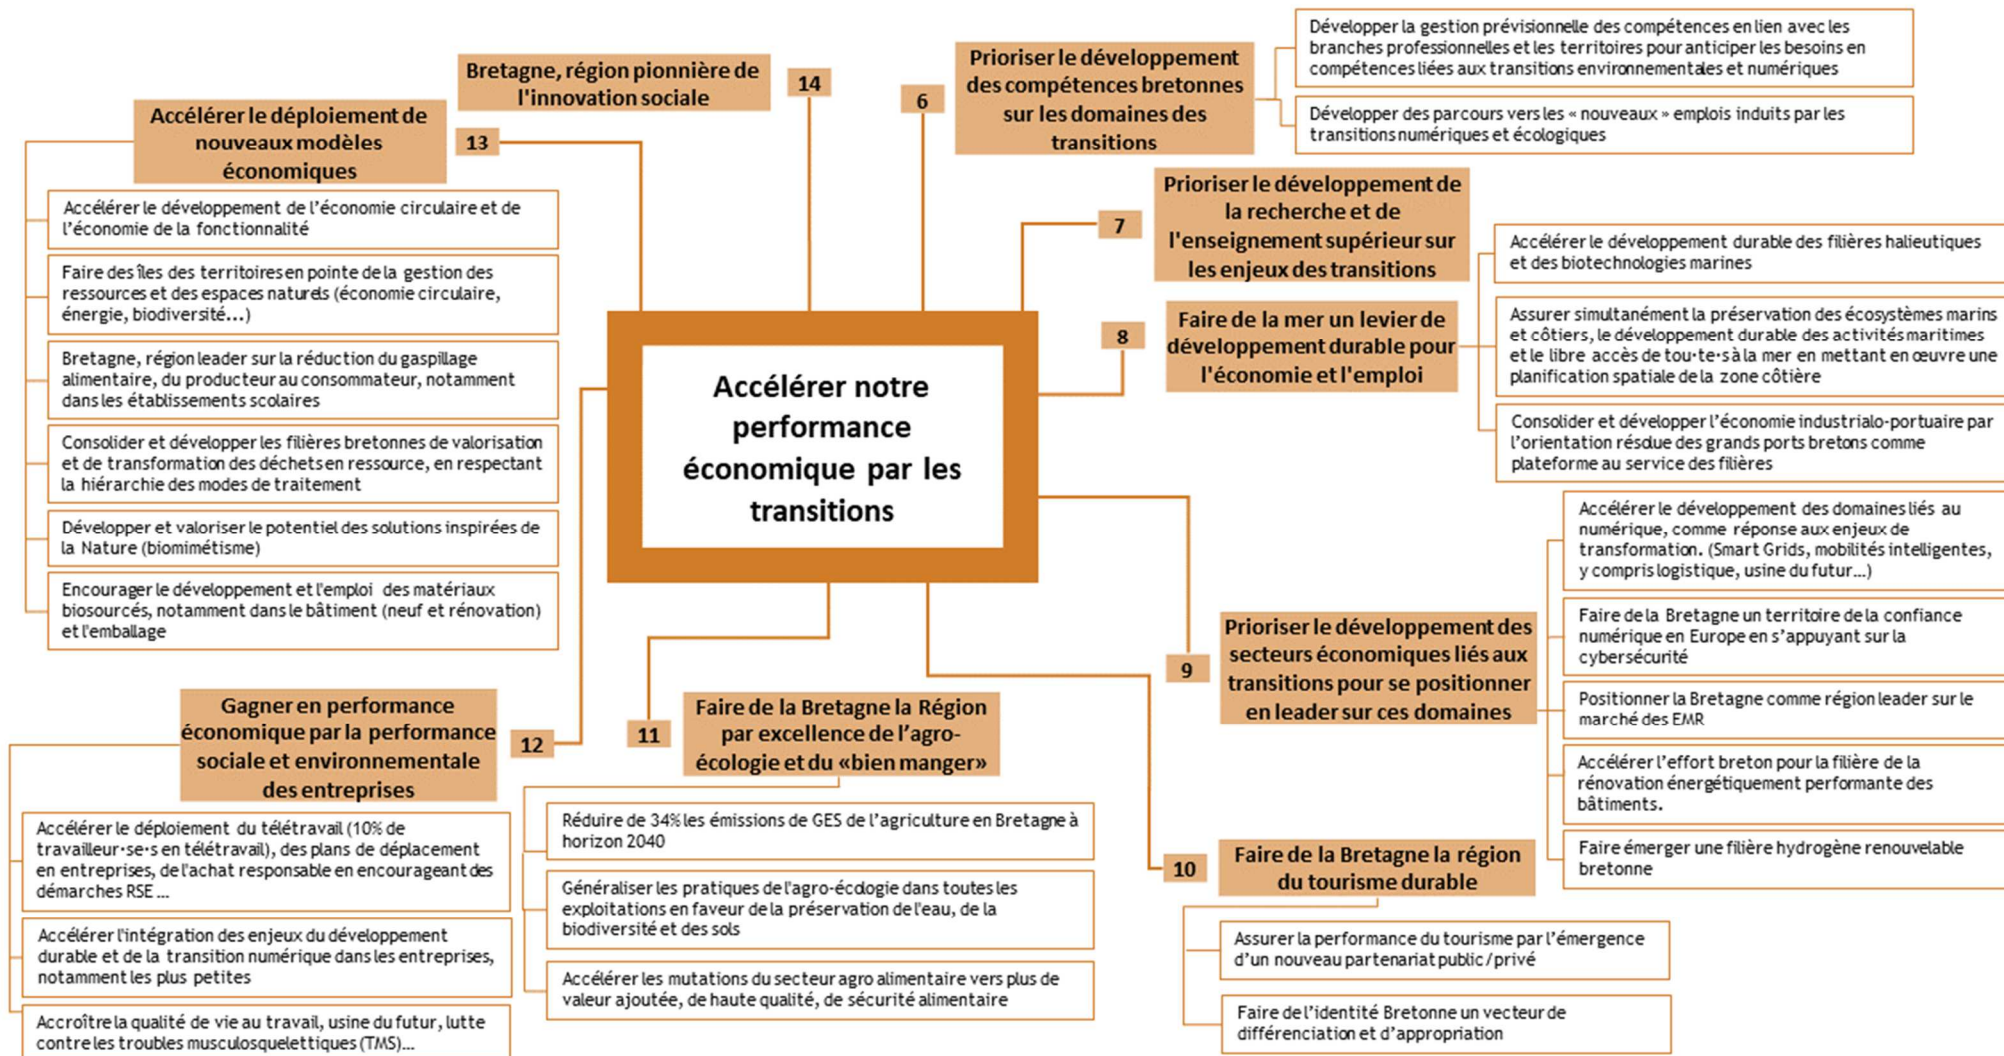 Accélérer notre
performance
économique par les
transitions
6
Prioriser le développement
des compétences bretonnes
sur les domaines des
transitions
Développer la gestion prévisionnelle des compétences en lien avec les
branches professionnelles et les territoires pour anticiper les besoins en
compétences liées aux transitions environnementales et numériques
Développer des parcours vers les « nouveaux » emplois induits par les
transitions numériques et écologiques
7
Prioriser le développement de
la recherche et de
l'enseignement supérieur sur
les enjeux des transitions
8
Faire de la mer un levier de
développement durable pour
l'économie et l'emploi
Accélérer le développement durable des filières halieutiques
et des biotechnologies marines
Assurer simultanément la préservation des écosystèmes marins
et côtiers, le développement durable des activités maritimes
et le libre accès de tou·te·s à la mer en mettant en œuvre une
planification spatiale de la zone côtière
Consolider et développer l’économie industrialo-portuaire par
l’orientation résolue des grands ports bretons comme
plateforme au service des filières
9
Prioriser le développement des
secteurs économiques liés aux
transitions pour se positionner
en leader sur ces domaines
Accélérer le développement des domaines liés au
numérique, comme réponse aux enjeux de
transformation. (Smart Grids, mobilités intelligentes,
y compris logistique, usine du futur…)
Faire de la Bretagne un territoire de la confiance
numérique en Europe en s’appuyant sur la
cybersécurité
Positionner la Bretagne comme région leader sur le
marché des EMR
Accélérer l’effort breton pour la filière de la
rénovation énergétiquement performante des
bâtiments.
Faire émerger une filière hydrogène renouvelable
bretonne
10
Faire de la Bretagne la région
du tourisme durable
Assurer la performance du tourisme par l’émergence
d’un nouveau partenariat public/privé
Faire de l’identité Bretonne un vecteur de
différenciation et d’appropriation
11
Faire de la Bretagne la Région
par excellence de l’agro-
écologie et du «bien manger»
Réduire de 34% les émissions de GES de l’agriculture en Bretagne à
horizon 2040
Généraliser les pratiques de l'agro-écologie dans toutes les
exploitations en faveur de la préservation de l'eau, de la
biodiversité et des sols
Accélérer les mutations du secteur agro alimentaire vers plus de
valeur ajoutée, de haute qualité, de sécurité alimentaire
12
Gagner en performance
économique par la performance
sociale et environnementale
des entreprises
Accélérer le déploiement du télétravail (10% de
travailleur·se·s en télétravail), des plans de déplacement
en entreprises, de l'achat responsable en encourageant des
démarches RSE …
Accélérer l'intégration des enjeux du développement
durable et de la transition numérique dans les entreprises,
notamment les plus petites
Accroître la qualité de vie au travail, usine du futur, lutte
contre les troubles musculosquelettiques (TMS)…
13
Accélérer le déploiement de
nouveaux modèles
économiques
Accélérer le développement de l’économie circulaire et de
l’économie de la fonctionnalité
Faire des îles des territoires en pointe de la gestion des
ressources et des espaces naturels (économie circulaire,
énergie, biodiversité...)
Bretagne, région leader sur la réduction du gaspillage
alimentaire, du producteur au consommateur, notamment
dans les établissements scolaires
Consolider et développer les filières bretonnes de valorisation
et de transformation des déchets en ressource, en respectant
la hiérarchie des modes de traitement
Développer et valoriser le potentiel des solutions inspirées de
la Nature (biomimétisme)
Encourager le développement et l'emploi des matériaux
biosourcés, notamment dans le bâtiment (neuf et rénovation)
et l'emballage
14
Bretagne, région pionnière de
l'innovation sociale